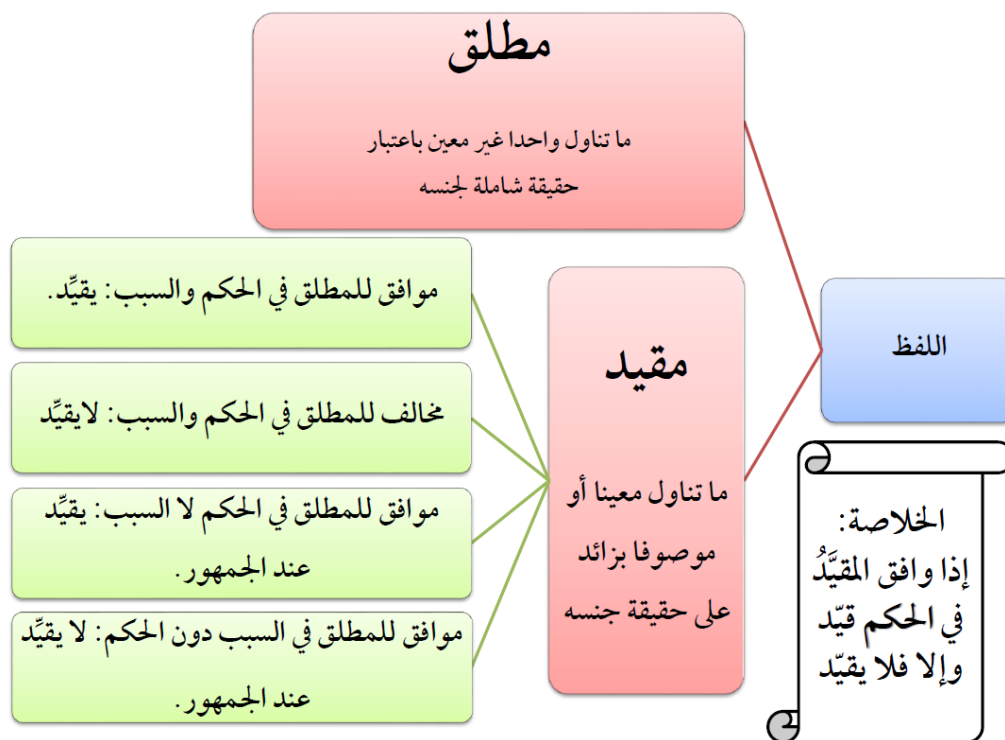 مطلق
ما تناول واحدا غير معين باعتبار
حقيقة شاملة لجنسه
اللفظ
مقيد
ما تناول معينا أو
موصوفا بزائد
على حقيقة جنسه
موافق للمطلق في الحكم والسبب: يقيِّد.
مخالف للمطلق في الحكم والسبب: لايقيِّد
موافق للمطلق في الحكم لا السبب: يقيِّد
عند الجمهور.
موافق للمطلق في السبب دون الحكم: لا يقيِّد
عند الجمهور.
الخلاصة:
إذا وافق المقيَّدُ
في الحكم قيّد
وإلا فلا يقيّد